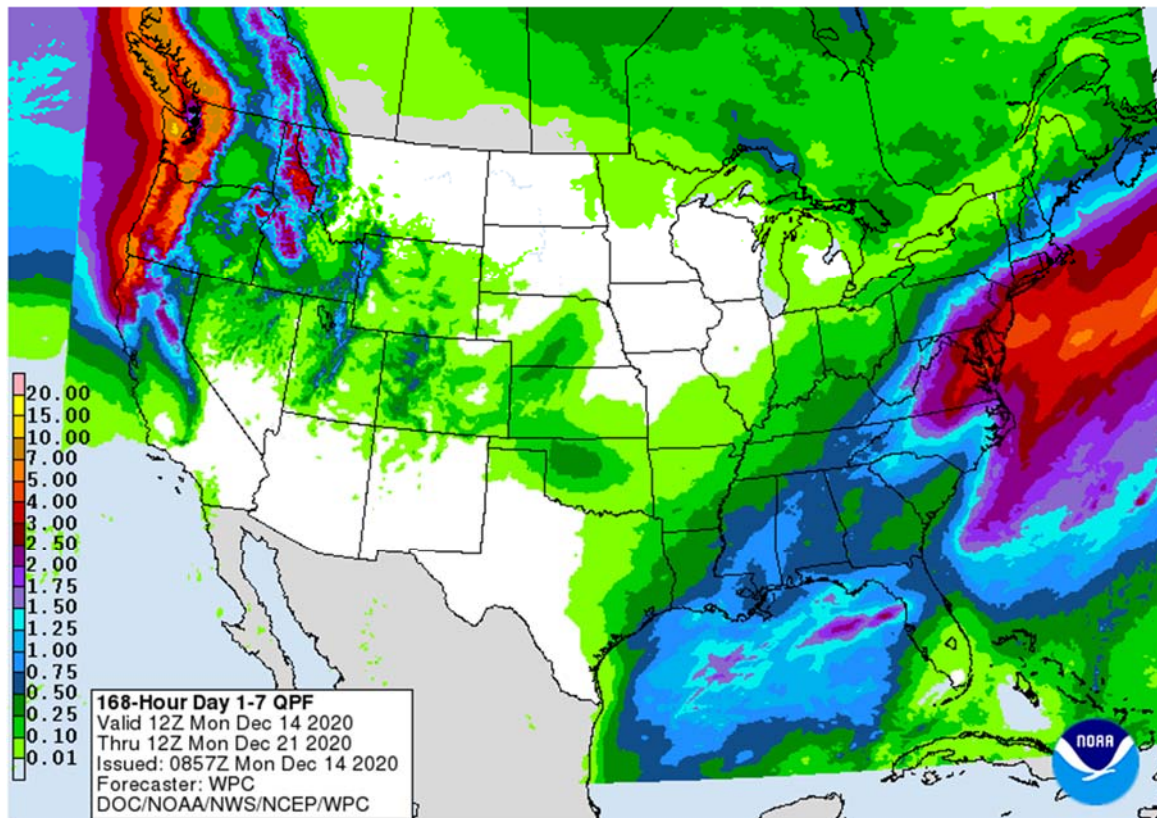 20.00
15.00
10.00
7.00
5.00
4.00
3.00
2.50
2.00
1.75
1.50
1.25
1.00
0.75
0.50
0.25
0.10
0.01
168-Hour Day 1-7 QPF
Valid 12Z Mon Dec 14 2020
Thru 12Z Mon Dec 21 2020
Issued: 0857Z Mon Dec 14 2020
Forecaster: WPC
DOC/NOAA/NWS/NCEP/WPC
NOAA